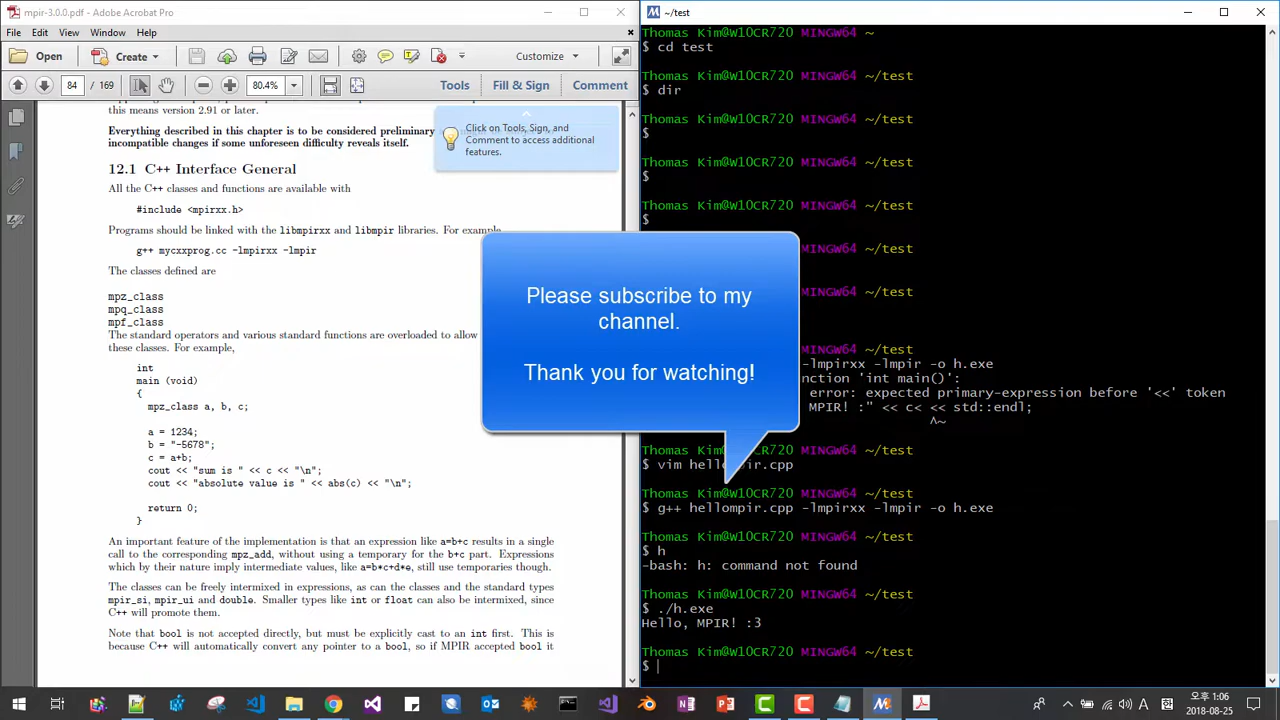 mpir-3.0.0.pdf - Adobe Acrobat Pro
File Edit View Window Help
Open
Create
Customize
84 / 169
80.4%
Tools
Fill & Sign
Comment
this means version 2.91 or later.
Everything described in this chapter is to be considered preliminary
incompatible changes if some unforeseen difficulty reveals itself.
Click on Tools, Sign, and
Comment to access additional
features.
12.1 C++ Interface General
All the C++ classes and functions are available with
#include <mpirxx.h>
Programs should be linked with the libmpirxx and libmpir libraries. For example,
g++ mycxxprog.cc -lmpirxx -lmpir
The classes defined are
mpz_class
mpq_class
mpf_class
The standard operators and various standard functions are overloaded to allow
these classes. For example,
int
main (void)
{
mpz_class a, b, c;
a = 1234;
b = "-5678";
c = a+b;
cout << "sum is " << c << "\n";
cout << "absolute value is " << abs(c) << "\n";
return 0;
}
An important feature of the implementation is that an expression like a=b+c results in a single
call to the corresponding mpz_add, without using a temporary for the b+c part. Expressions
which by their nature imply intermediate values, like a=b*c+d*e, still use temporaries though.
The classes can be freely intermixed in expressions, as can the classes and the standard types
mpir_si, mpir_ui and double. Smaller types like int or float can also be intermixed, since
C++ will promote them.
Note that bool is not accepted directly, but must be explicitly cast to an int first. This is
because C++ will automatically convert any pointer to a bool, so if MPIR accepted bool it
Please subscribe to my
channel.
Thank you for watching!
~/test
Thomas Kim@W10CR720 MINGW64 ~
$ cd test
Thomas Kim@W10CR720 MINGW64 ~/test
$ dir
Thomas Kim@W10CR720 MINGW64 ~/test
$
Thomas Kim@W10CR720 MINGW64 ~/test
$
Thomas Kim@W10CR720 MINGW64 ~/test
$
MINGW64 ~/test
MINGW64 ~/test
MINGW64 ~/test
-lmpirxx -lmpir -o h.exe
nction 'int main()':
error: expected primary-expression before '<<' token
MPIR! :" << c< << std::endl;
^~
Thomas Kim@W10CR720 MINGW64 ~/test
$ vim hellompir.cpp
Thomas Kim@W10CR720 MINGW64 ~/test
$ g++ hellompir.cpp -lmpirxx -lmpir -o h.exe
Thomas Kim@W10CR720 MINGW64 ~/test
$ h
-bash: h: command not found
Thomas Kim@W10CR720 MINGW64 ~/test
$ ./h.exe
Hello, MPIR! :3
Thomas Kim@W10CR720 MINGW64 ~/test
$
A
오후 1:06
2018-08-25